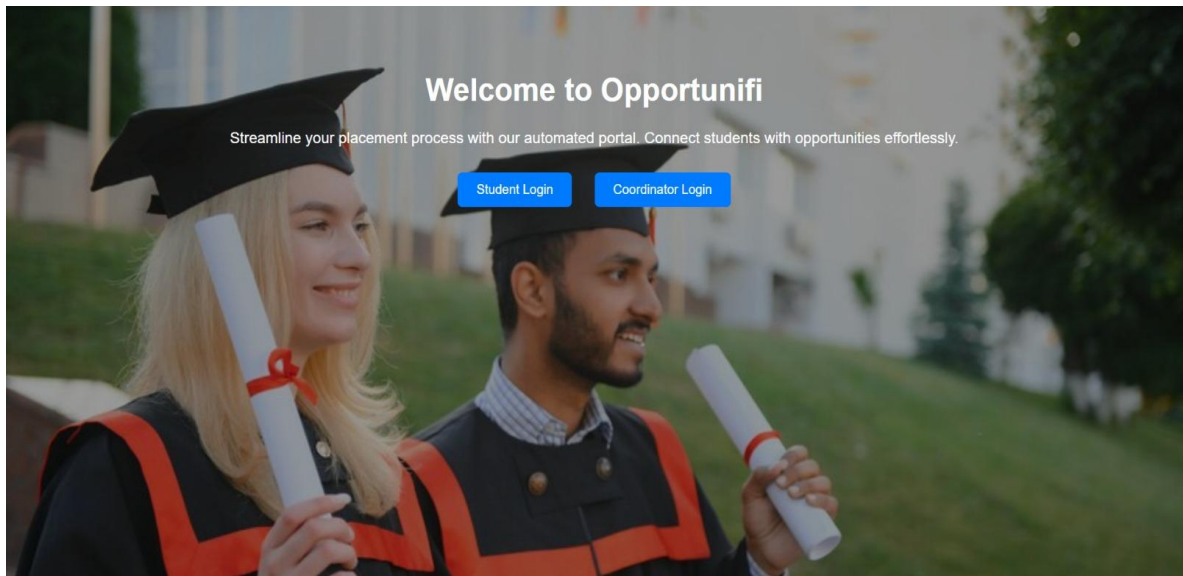 Welcome to Opportunifi
Streamline your placement process with our automated portal. Connect students with opportunities effortlessly.
Student Login
Coordinator Login